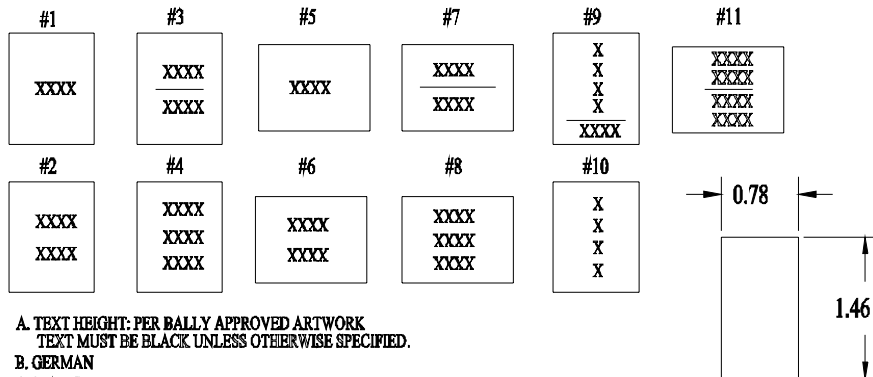 #1 #3 #5 #7 #9 #11
XXXX
XXXX
XXXX
XXXX
XXXX
XXXX
X
X
X
X
XXXX
XXXX
XXXX
XXXX
XXXX
#2 #4 #6 #8 #10
XXXX
XXXX
XXXX
XXXX
XXXX
XXXX
XXXX
XXXX
XXXX
XXXX
X
X
X
X
0.78
1.46
A. TEXT HEIGHT: PER BALLY APPROVED ARTWORK
TEXT MUST BE BLACK UNLESS OTHERWISE SPECIFIED.
B. GERMAN